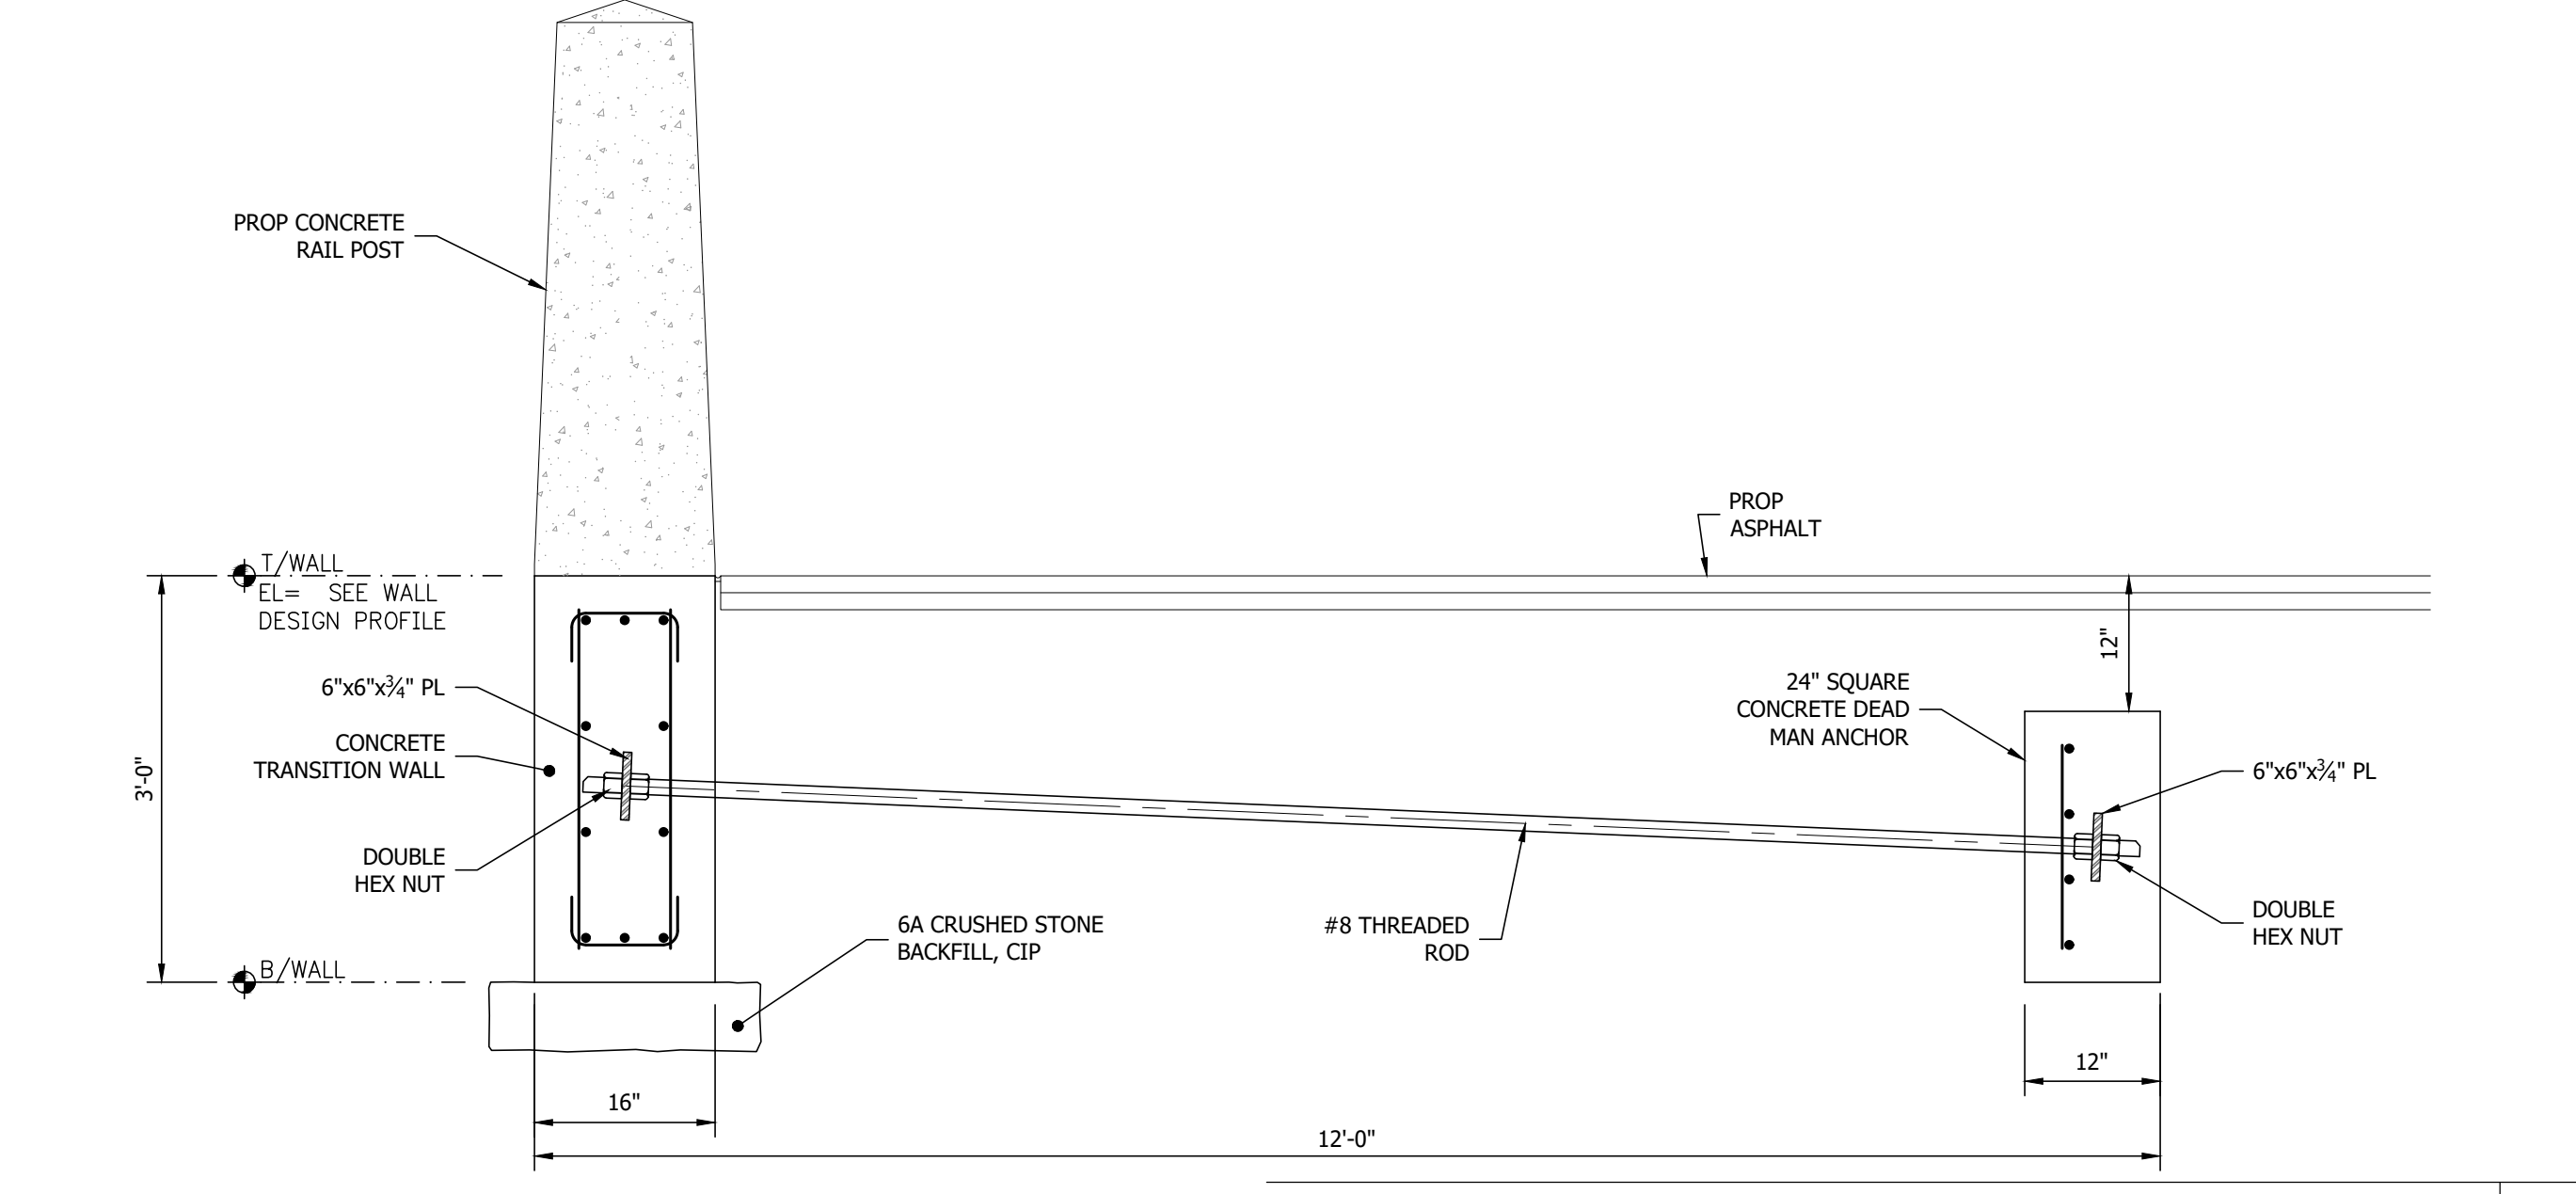 PROP CONCRETE
RAIL POST
PROP
ASPHALT
T/WALL
EL= SEE WALL
DESIGN PROFILE
12"
6"x6"x¾" PL
24" SQUARE
CONCRETE DEAD
MAN ANCHOR
CONCRETE
TRANSITION WALL
3'-0"
6"x6"x¾" PL
DOUBLE
HEX NUT
6A CRUSHED STONE
BACKFILL, CIP
#8 THREADED
ROD
DOUBLE
HEX NUT
B/WALL
12"
16"
12'-0"